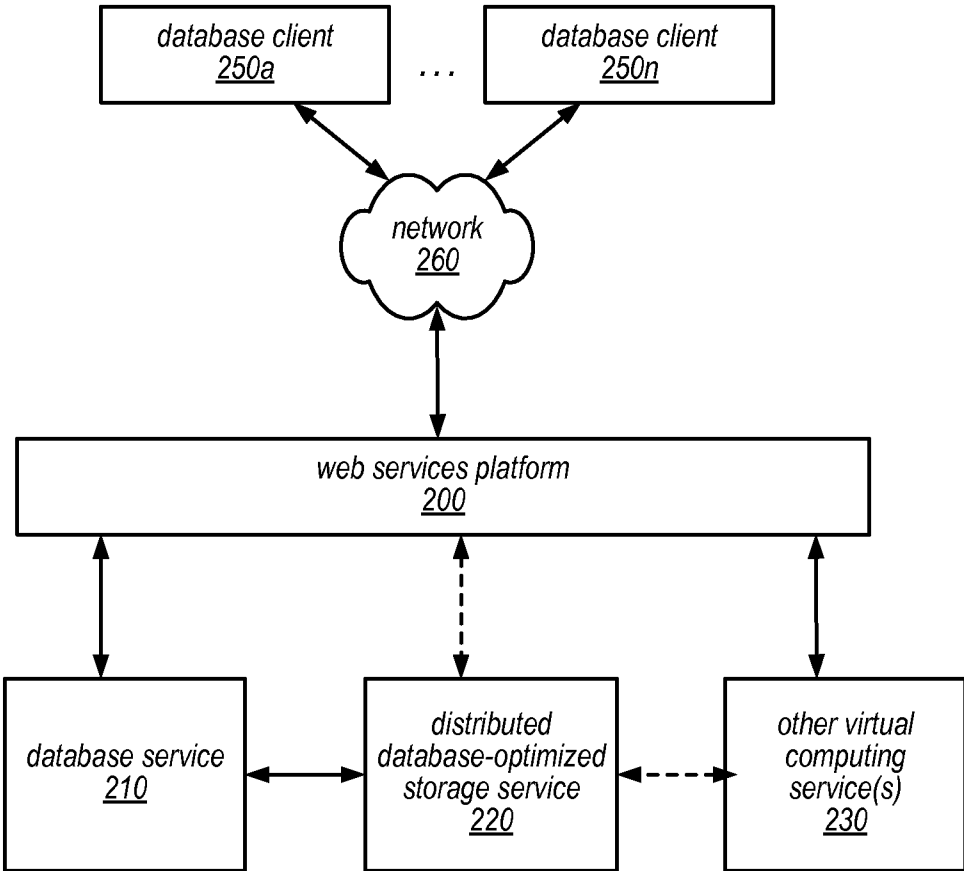 database client
250a
...
database client
250n
network
260
web services platform
200
database service
210
distributed
database-optimized
storage service
220
other virtual
computing
service(s)
230